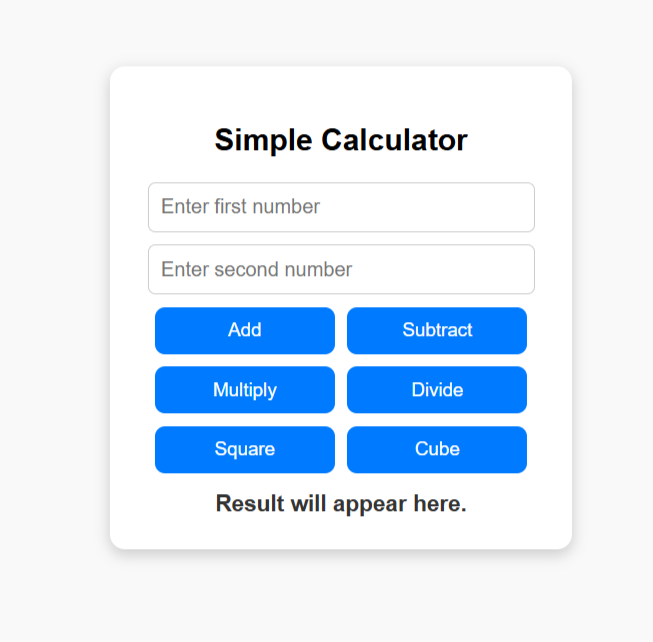 Simple Calculator
Enter first number
Enter second number
Add Subtract
Multiply Divide
Square Cube
Result will appear here.